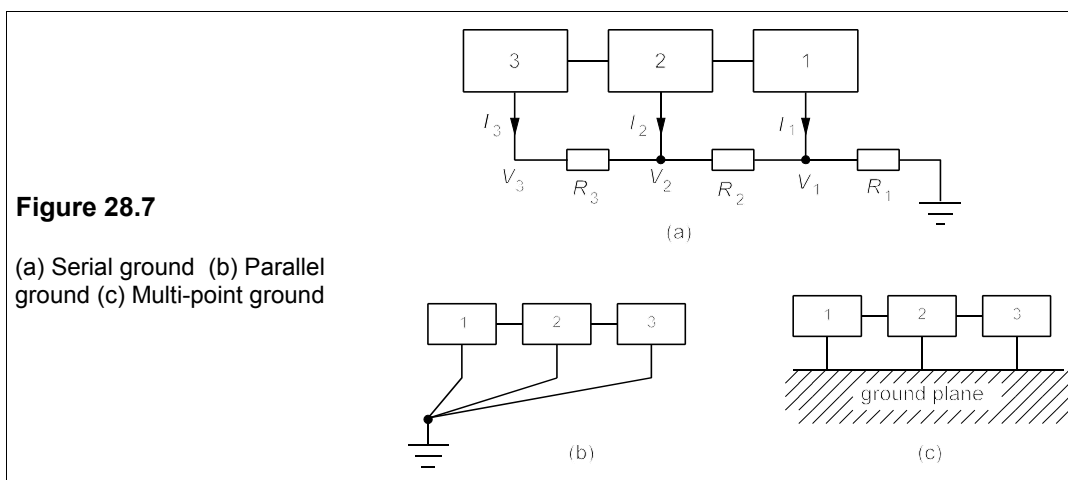 3 2 1
I3 I2 I1
V3 R3 V2 R2 V1 R1
(a)
Figure 28.7
(a) Serial ground (b) Parallel
ground (c) Multi-point ground
1 2 3
(b)
1 2 3
ground plane
(c)